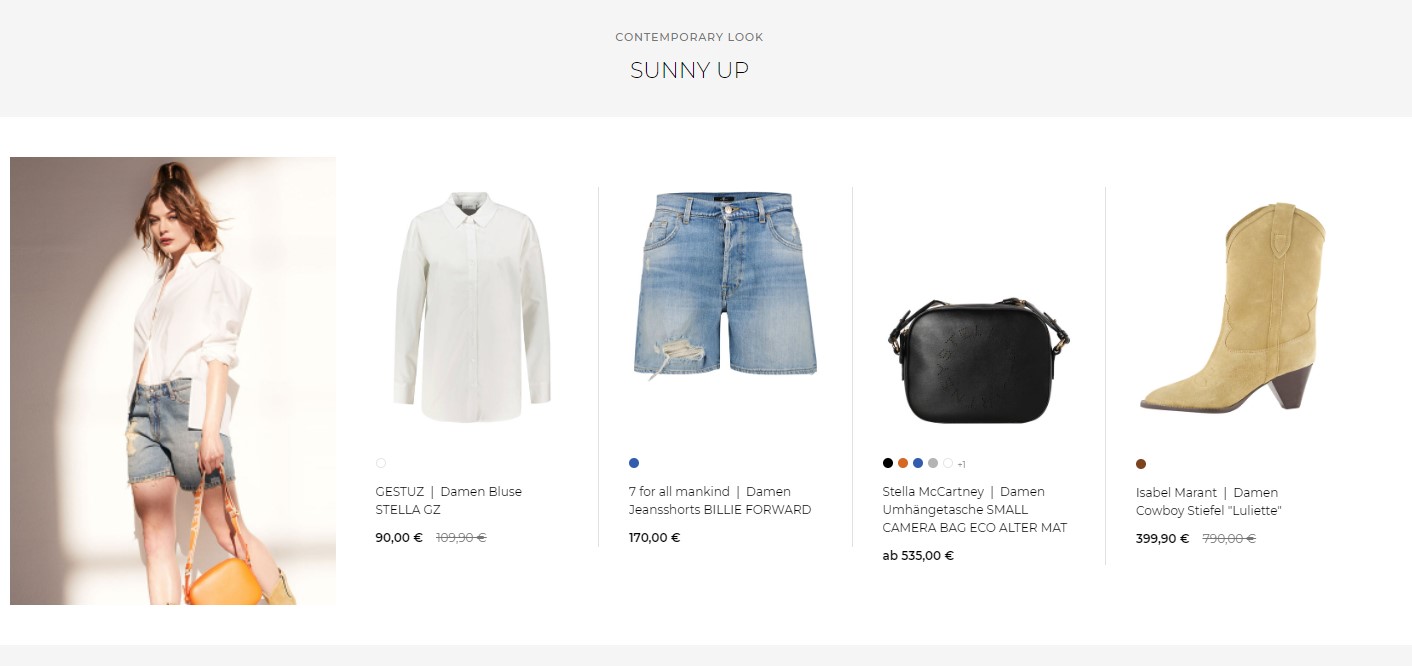 CONTEMPORARY LOOK
SUNNY UP
+1
GESTUZ | Damen Bluse
STELLA GZ
90,00 € 109,90 €
7 for all mankind | Damen
Jeansshorts BILLIE FORWARD
170,00 €
Stella McCartney | Damen
Umhängetasche SMALL
CAMERA BAG ECO ALTER MAT
ab 535,00 €
Isabel Marant | Damen
Cowboy Stiefel "Luliette"
399,90 € 790,00 €